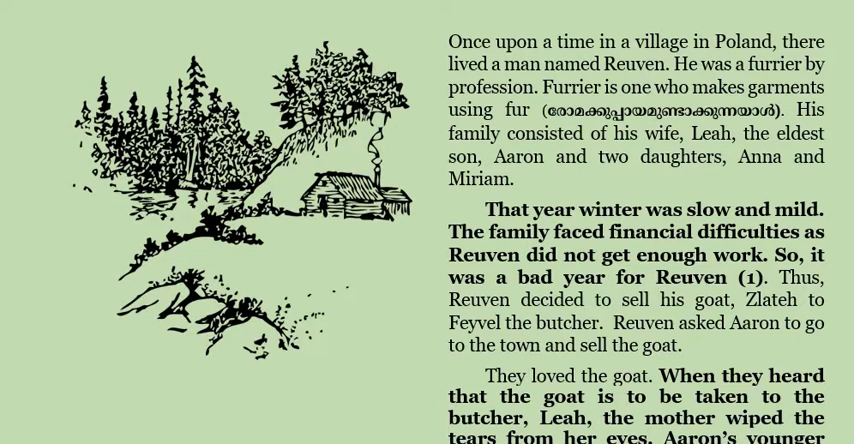 Once upon a time in a village in Poland, there
lived a man named Reuven. He was a furrier by
profession. Furrier is one who makes garments
using fur (രോമക്കുപ്പായമുണ്ടാക്കുന്നയാൾ). His
family consisted of his wife, Leah, the eldest
son, Aaron and two daughters, Anna and
Miriam.
That year winter was slow and mild.
The family faced financial difficulties as
Reuven did not get enough work. So, it
was a bad year for Reuven (1). Thus,
Reuven decided to sell his goat, Zlateh to
Feyvel the butcher. Reuven asked Aaron to go
to the town and sell the goat.
They loved the goat. When they heard
that the goat is to be taken to the
butcher, Leah, the mother wiped the
tears from her eyes. Aaron's younger